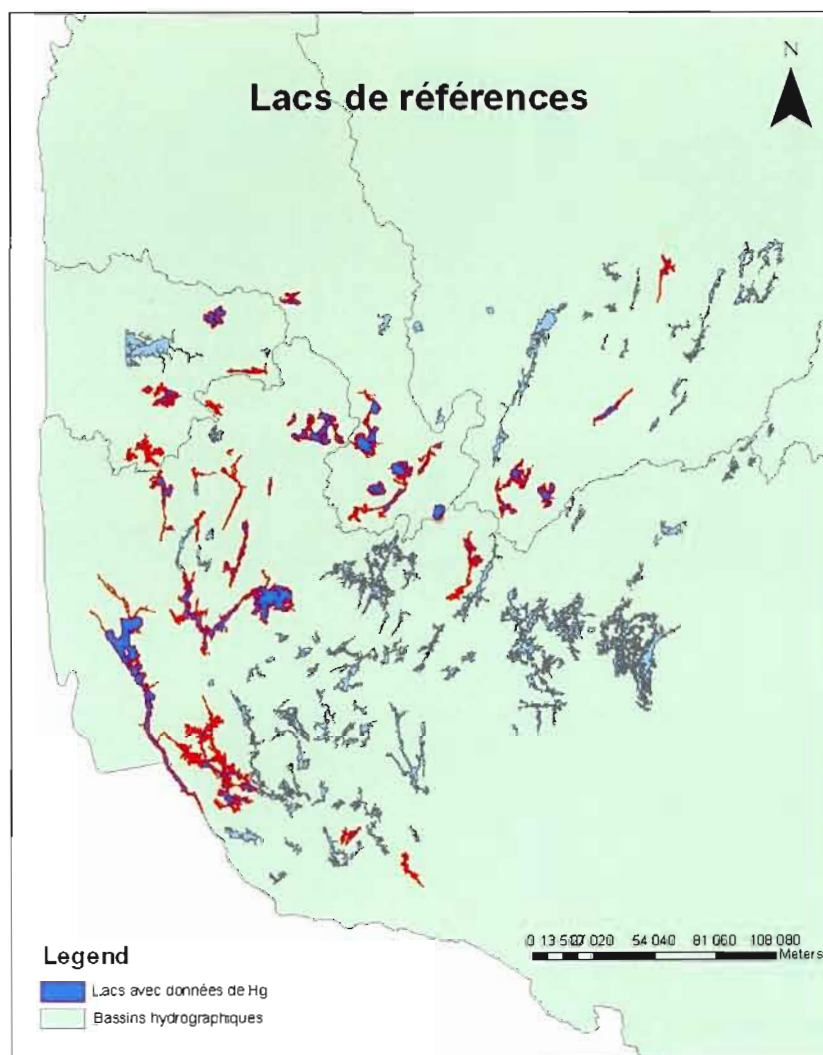 N
Lacs de références
0 13 507 020 54 040 81 060 108 080
Meters
Legend
Lacs avec données de Hg
Bassins hydrographiques